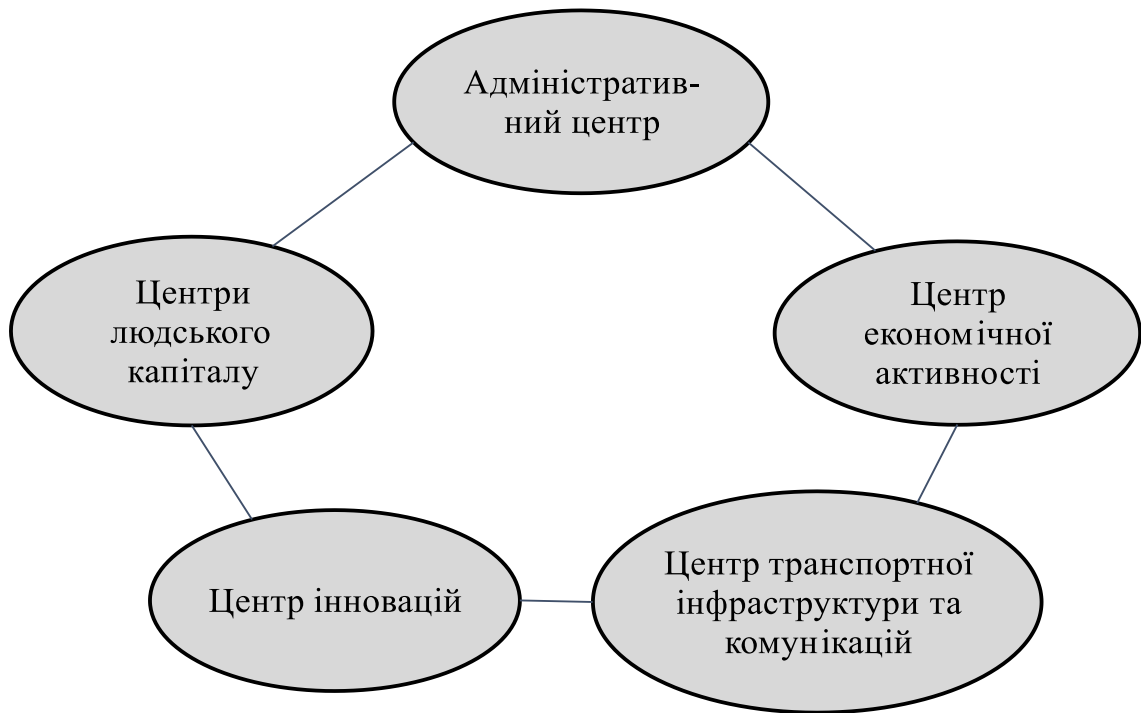 Адміністратив-
ний центр
Центри
людського
капіталу
Центр
економічної
активності
Центр інновацій
Центр транспортної
інфраструктури та
комунікацій